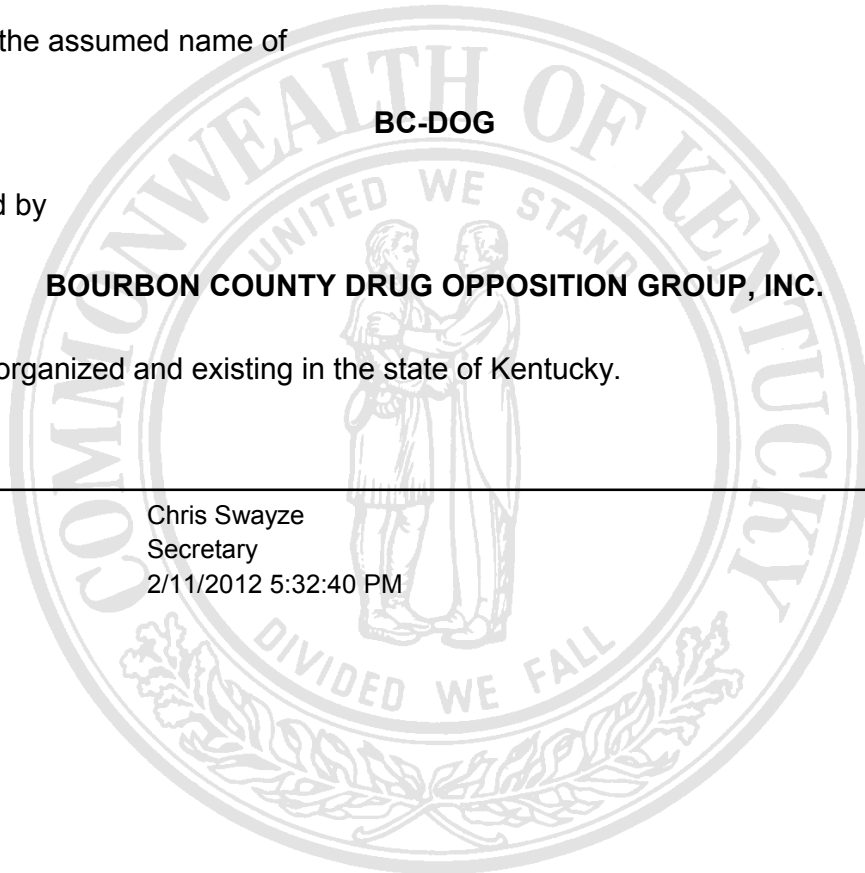 the assumed name of
BC-DOG
d by
BOURBON COUNTY DRUG OPPOSITION GROUP, INC.
organized and existing in the state of Kentucky.
Chris Swayze
Secretary
2/11/2012 5:32:40 PM
COMMONWEALTH OF KENTUCKY
UNITED WE STAND
DIVIDED WE FALL